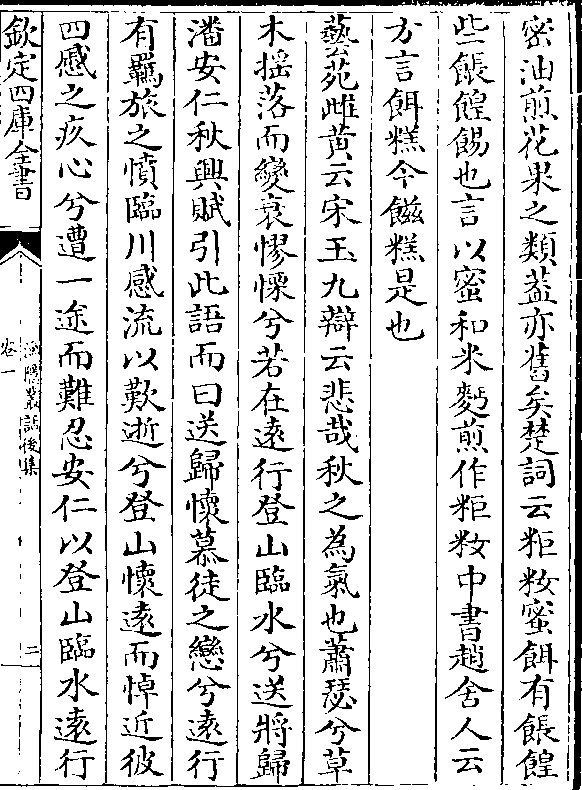 密油煎花果之類葢亦舊矣楚詞云粔籹蜜餌有餦餭
些餦餭餳也言以蜜和米麪煎作粔籹中書趙舍人云
方言餌糕今餈糕是也
藝苑雌黄云宋玉九辯云悲哉秋之為氣也蕭瑟兮草
木揺落而變衰憀慄兮若在逺行登山臨水兮送將歸
潘安仁秋興賦引此語而曰送歸懷慕徒之戀兮逺行
有羈旅之憤臨川感流以歎逝兮登山懷逺而悼近彼
四慼之疚心兮遭一途而難忍安仁以登山臨水逺行
欽定四庫全書
漁隱叢話後集
卷一
二